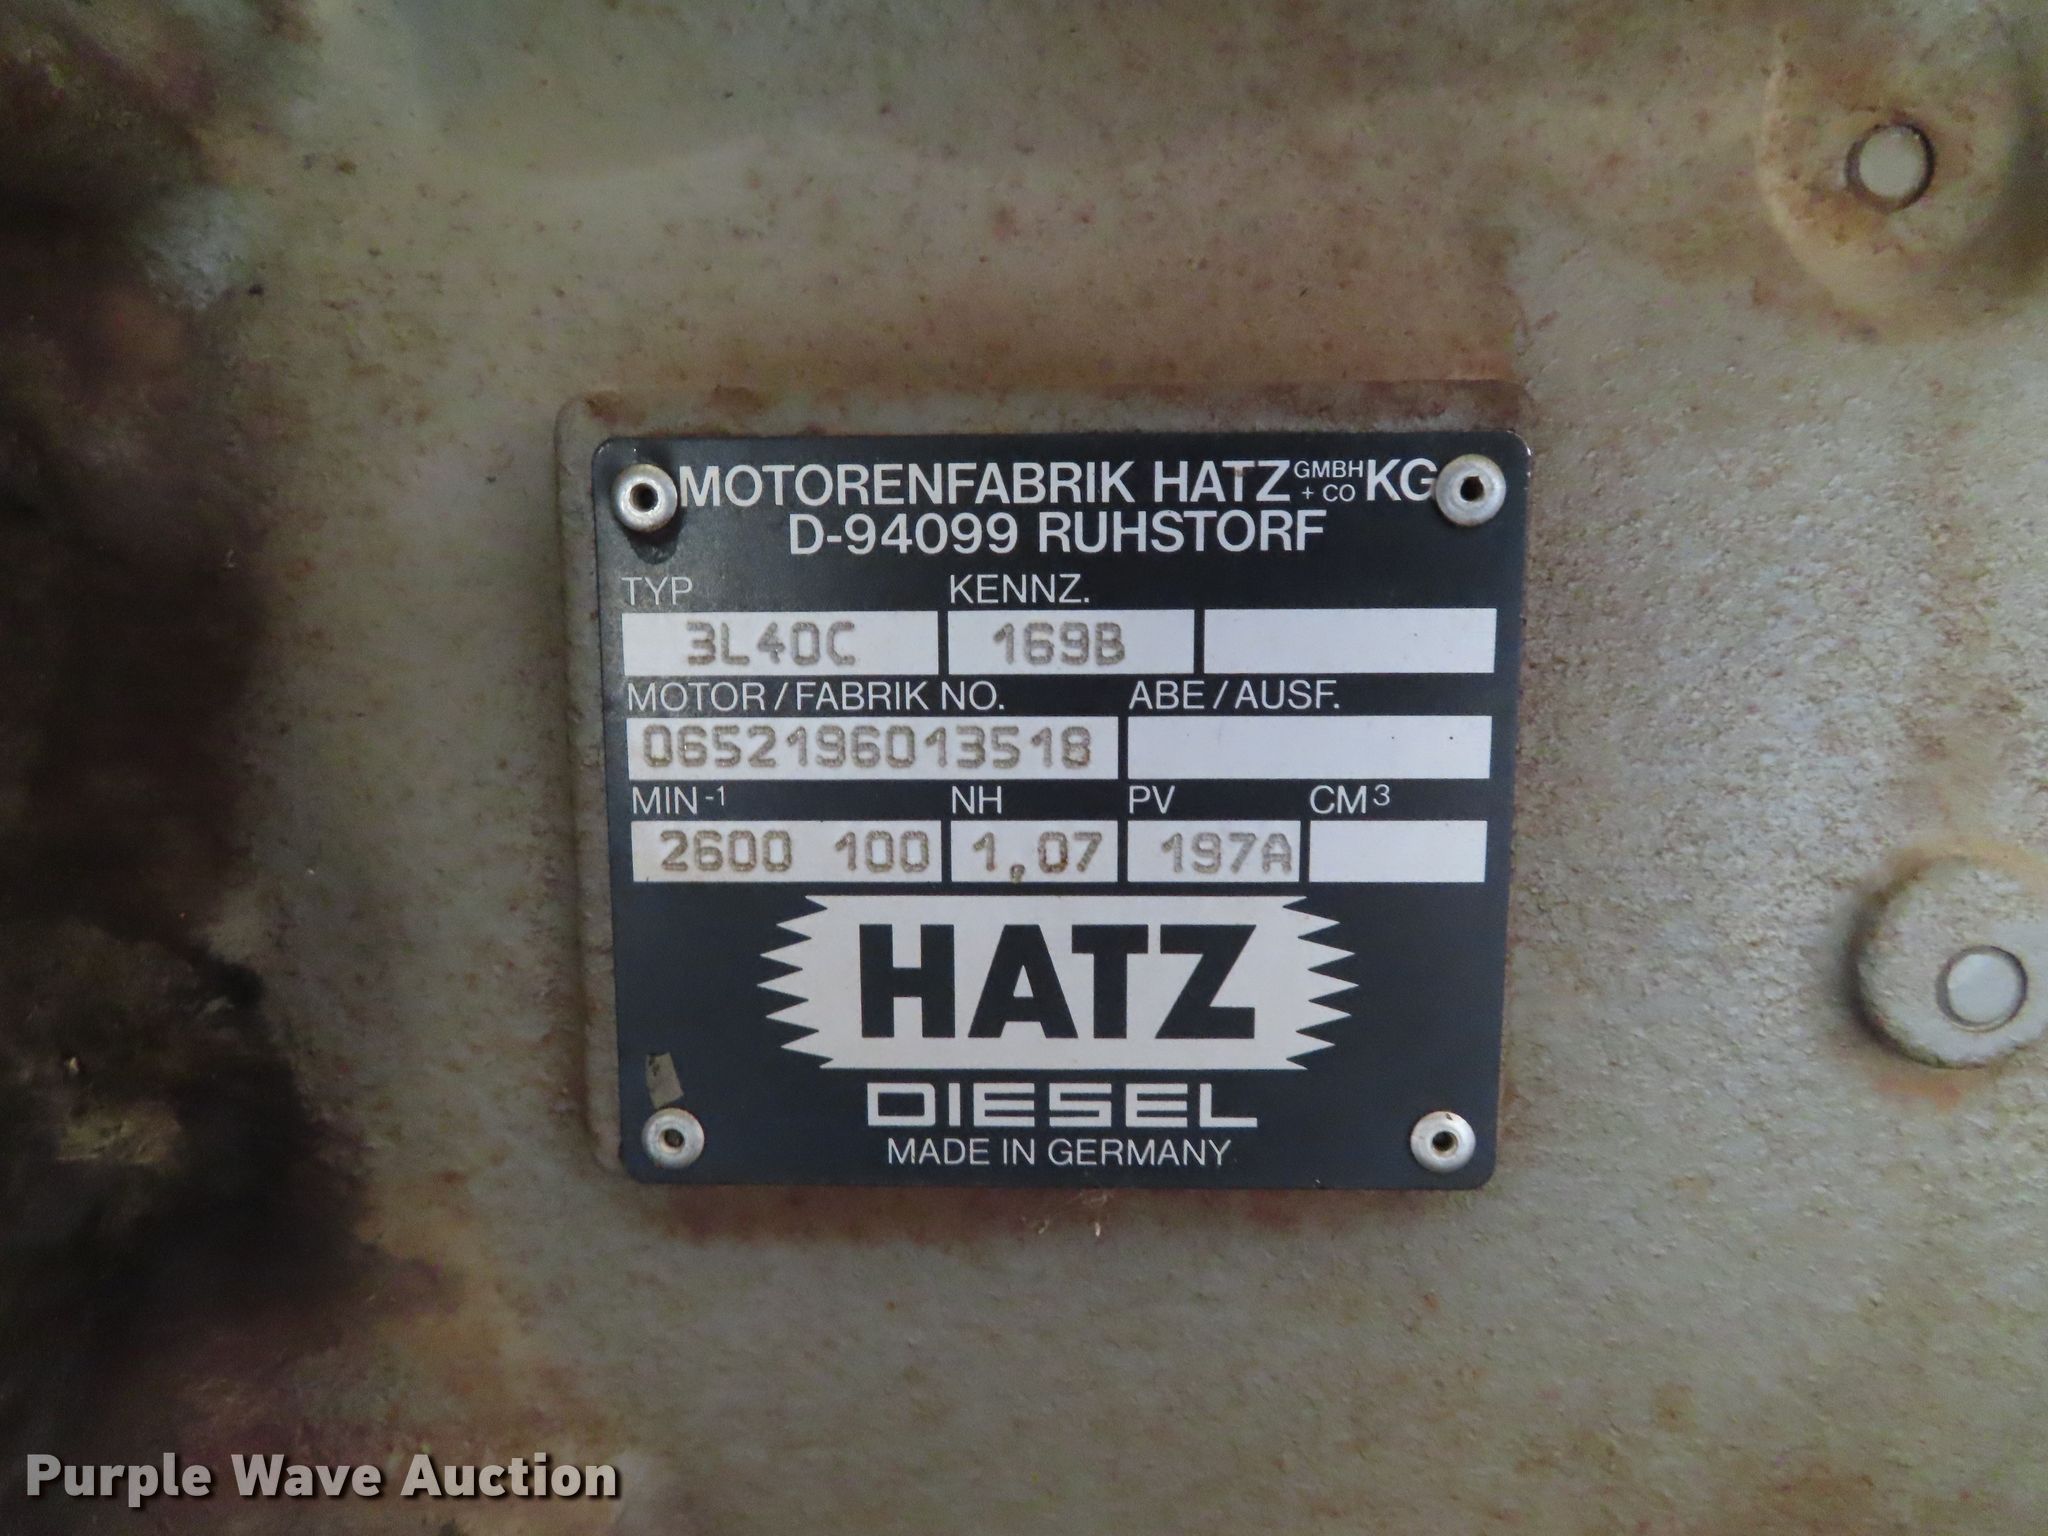 MOTORENFABRIK HATZ GMBH + CO KG
D-94099 RUHSTORF
TYP KENNZ.
3L40C 169B
MOTOR / FABRIK NO. ABE / AUSF.
0652196013518
MIN-1 NH PV CM3
2600 100 1,07 197A
HATZ
DIESEL
MADE IN GERMANY
Purple Wave Auction